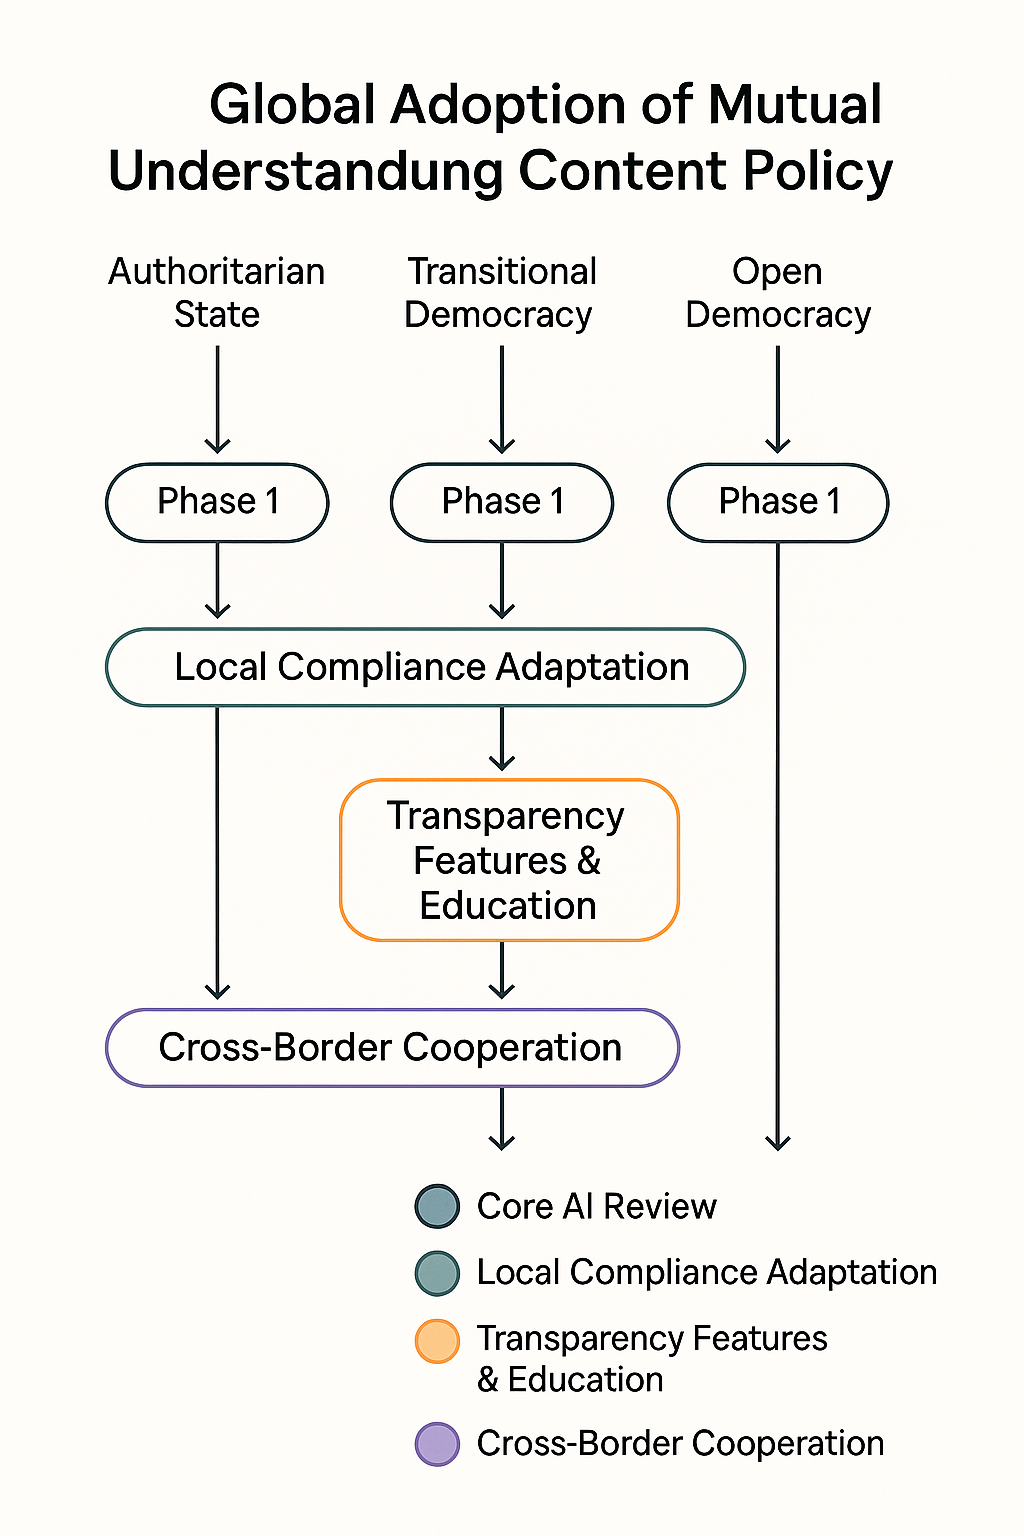 Global Adoption of Mutual
Understandung Content Policy
Authoritarian
State
Transitional
Democracy
Open
Democracy
Phase 1
Phase 1
Phase 1
Local Compliance Adaptation
Transparency
Features &
Education
Cross-Border Cooperation
Core AI Review
Local Compliance Adaptation
Transparency Features
& Education
Cross-Border Cooperation